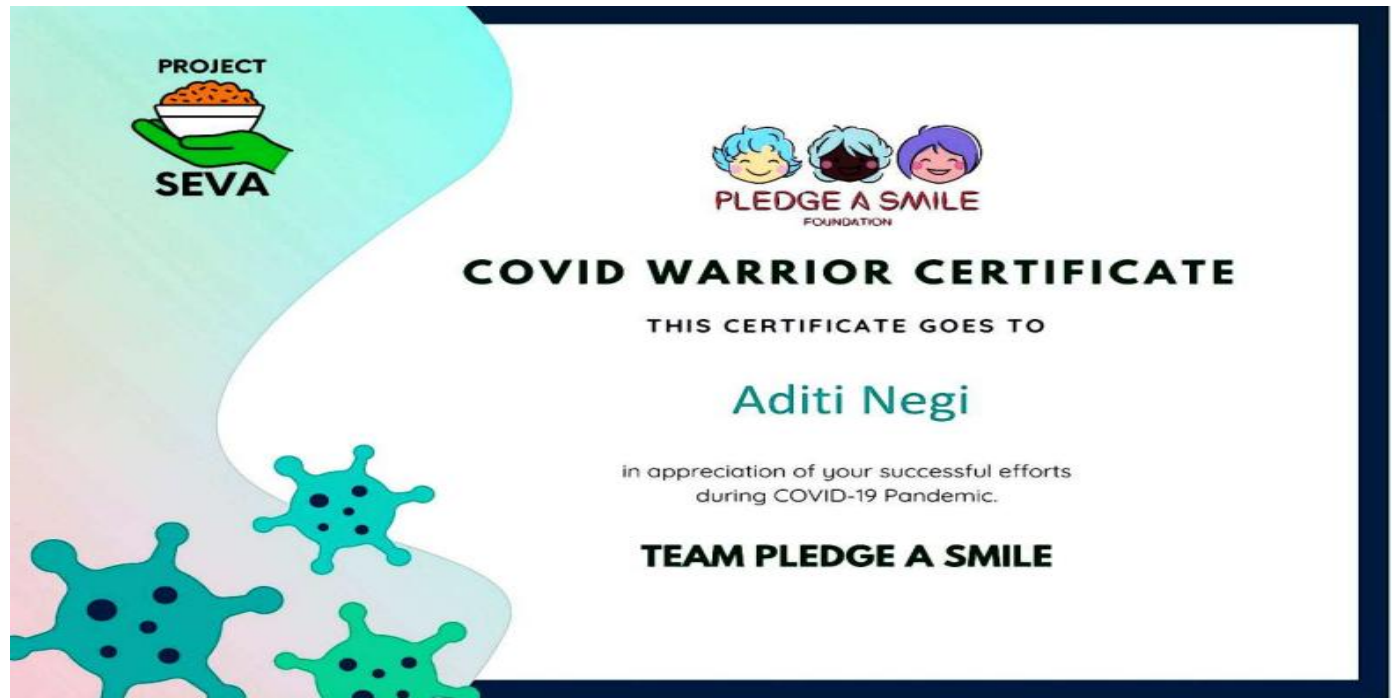 PROJECT
SEVA
PLEDGE A SMILE
FOUNDATION
COVID WARRIOR CERTIFICATE
THIS CERTIFICATE GOES TO
Aditi Negi
in appreciation of your successful efforts
during COVID-19 Pandemic.
TEAM PLEDGE A SMILE